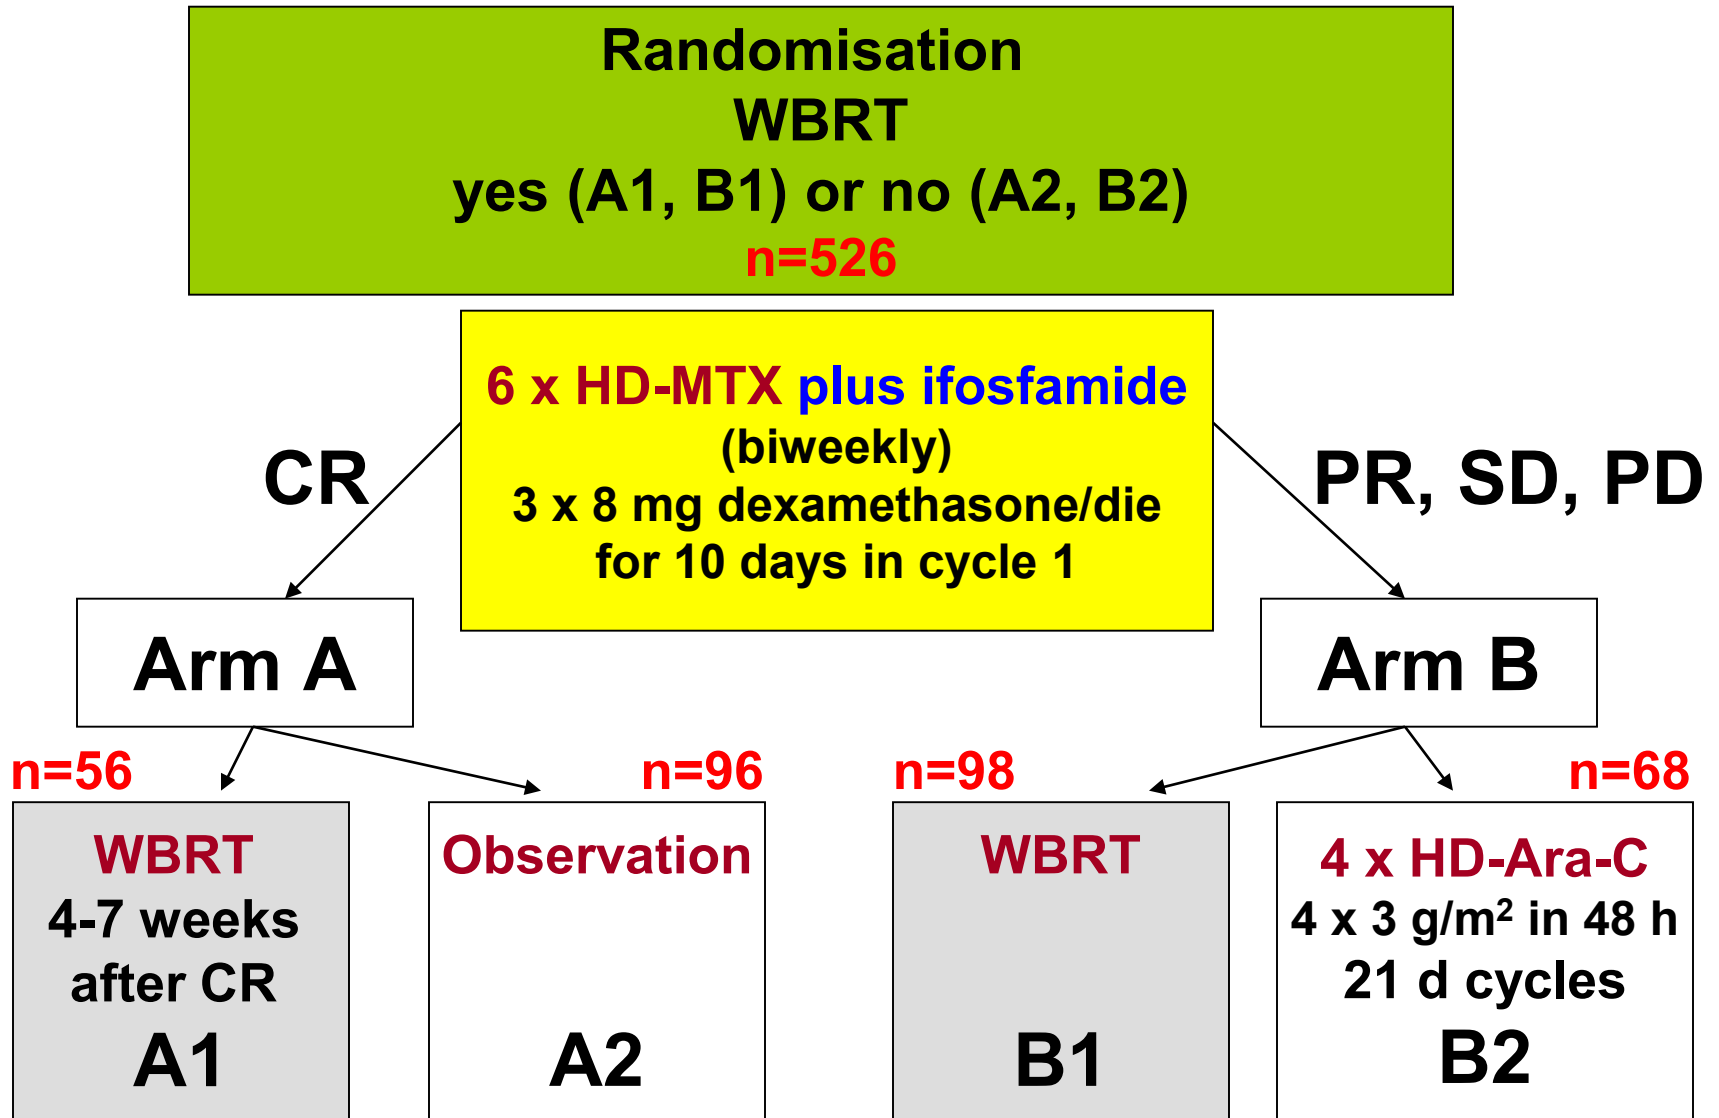 Randomisation
WBRT
yes (A1, B1) or no (A2, B2)
n=526
6 x HD-MTX plus ifosfamide
(biweekly)
3 x 8 mg dexamethasone/die
for 10 days in cycle 1
CR
PR, SD, PD
Arm A
Arm B
n=56
n=96
n=98
n=68
WBRT
4-7 weeks
after CR
A1
Observation
A2
WBRT
B1
4 x HD-Ara-C
4 x 3 g/m² in 48 h
21 d cycles
B2